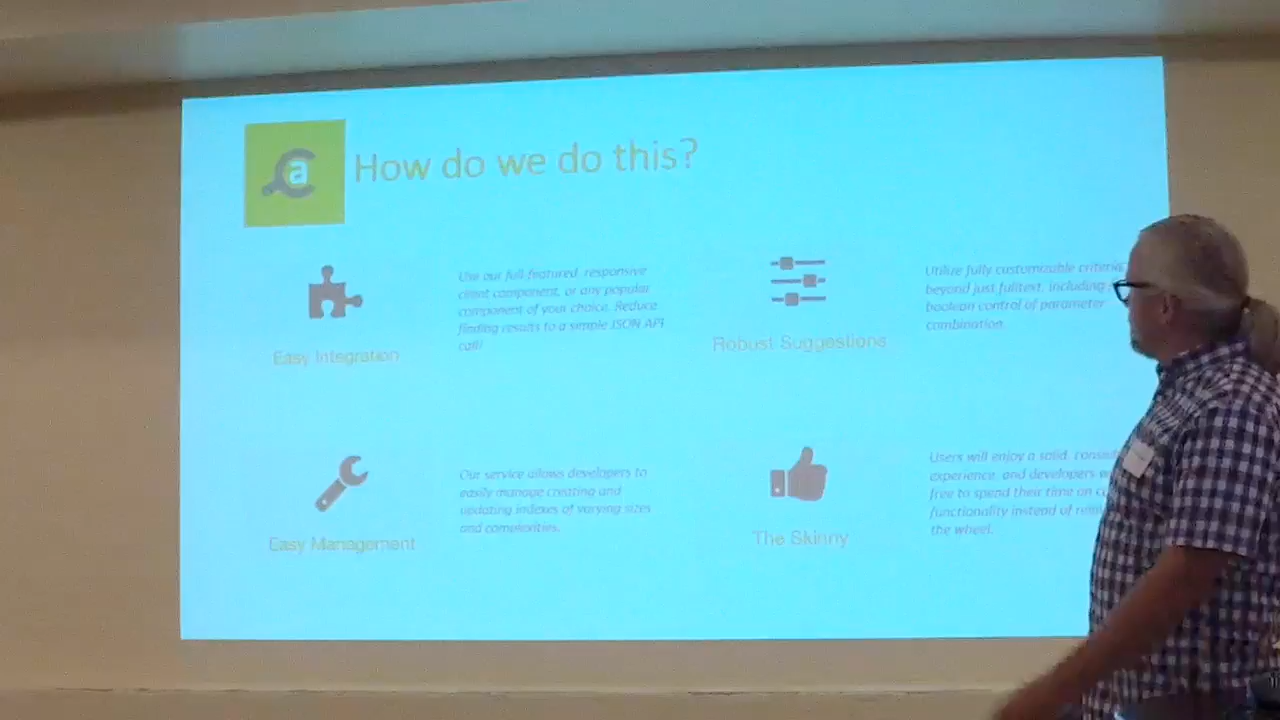 a
How do we do this?
Use our full-featured, responsive
client component, or any popular
component of your choice. Reduce
finding results to a simple JSON API
call!
Easy Integration
Utilize fully customizable criteria
beyond just fulltext, including
boolean control of parameter
combination.
Robust Suggestions
Our service allows developers to
easily manage creating and
updating indexes of varying sizes
and complexities.
Easy Management
Users will enjoy a solid,
experience, and developers
free to spend their time on
functionality instead of
the wheel.
The Skinny